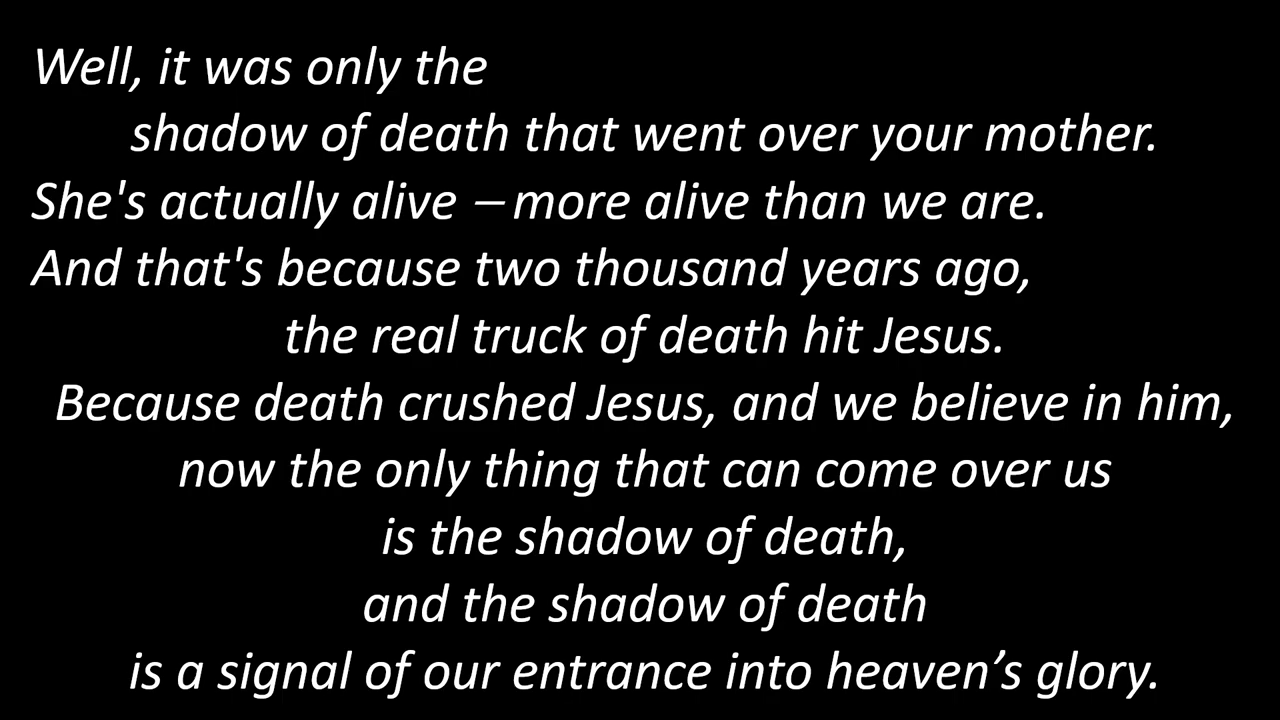 Well, it was only the
shadow of death that went over your mother.
She's actually alive – more alive than we are.
And that's because two thousand years ago,
the real truck of death hit Jesus.
Because death crushed Jesus, and we believe in him,
now the only thing that can come over us
is the shadow of death,
and the shadow of death
is a signal of our entrance into heaven’s glory.